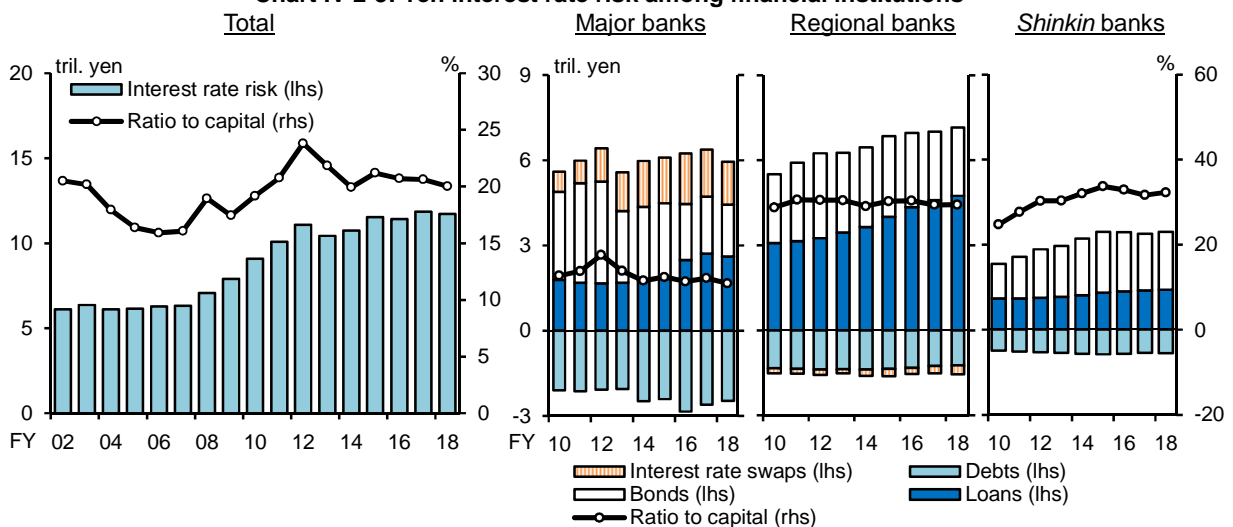 Total
Major banks
Regional banks
Shinkin banks
tril. yen
%
20
15
10
5
0
30
25
20
15
10
5
0
Interest rate risk (lhs)
Ratio to capital (rhs)
FY 02 04 06 08 10 12 14 16 18
tril. yen
%
9
6
3
0
-3
60
40
20
0
-20
FY 10 12 14 16 18
10 12 14 16 18
10 12 14 16 18
Interest rate swaps (lhs)
Debts (lhs)
Bonds (lhs)
Loans (lhs)
Ratio to capital (rhs)